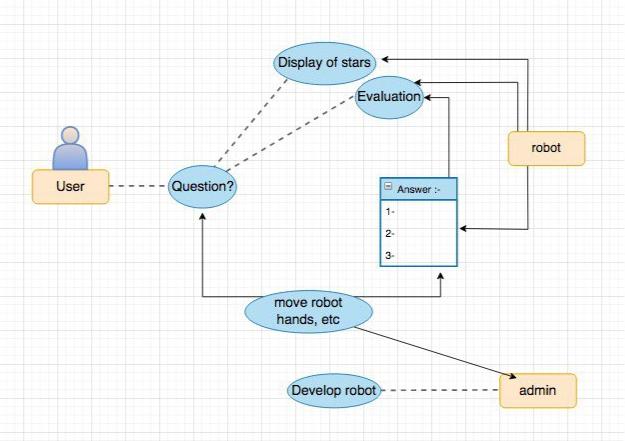 Display of stars
Evaluation
robot
User
Question?
Answer :-
1-
2-
3-
move robot
hands, etc
Develop robot
admin